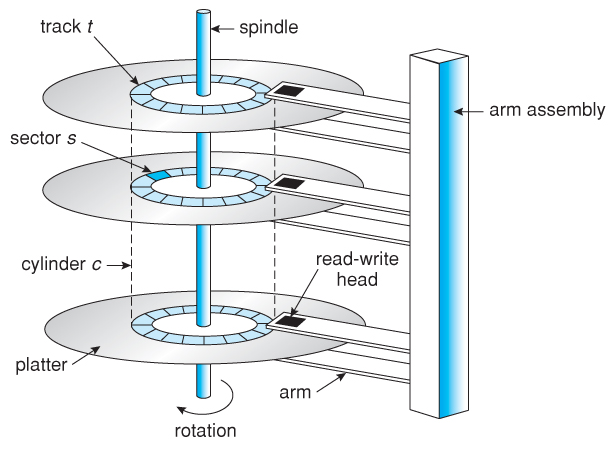 track t
spindle
arm assembly
sector s
cylinder c
read-write
head
platter
arm
rotation